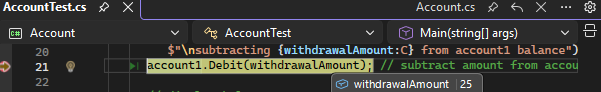 AccountTest.cs
Account.cs
Account
AccountTest
Main(string[] args)
20 $"\nsubtracting {withdrawalAmount:C} from account1 balance")
21 account1.Debit(withdrawalAmount); // subtract amount from accou
withdrawalAmount 25
22